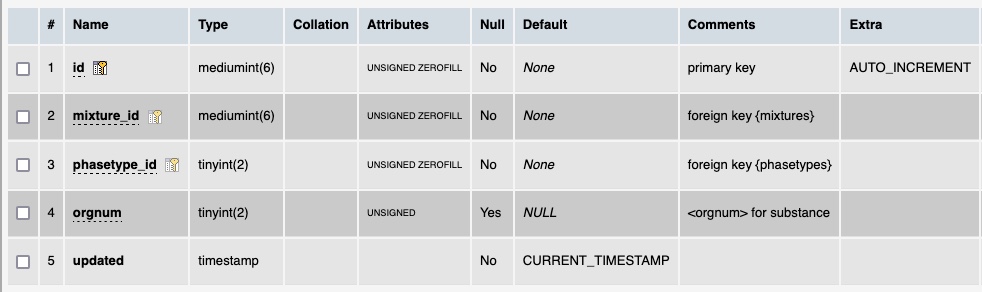 # Name Type Collation Attributes Null Default Comments Extra
1 id mediumint(6) UNSIGNED ZEROFILL No None primary key AUTO_INCREMENT
2 mixture_id mediumint(6) UNSIGNED ZEROFILL No None foreign key {mixtures}
3 phasetype_id tinyint(2) UNSIGNED ZEROFILL No None foreign key {phasetypes}
4 orgnum tinyint(2) UNSIGNED Yes NULL <orgnum> for substance
5 updated timestamp No CURRENT_TIMESTAMP